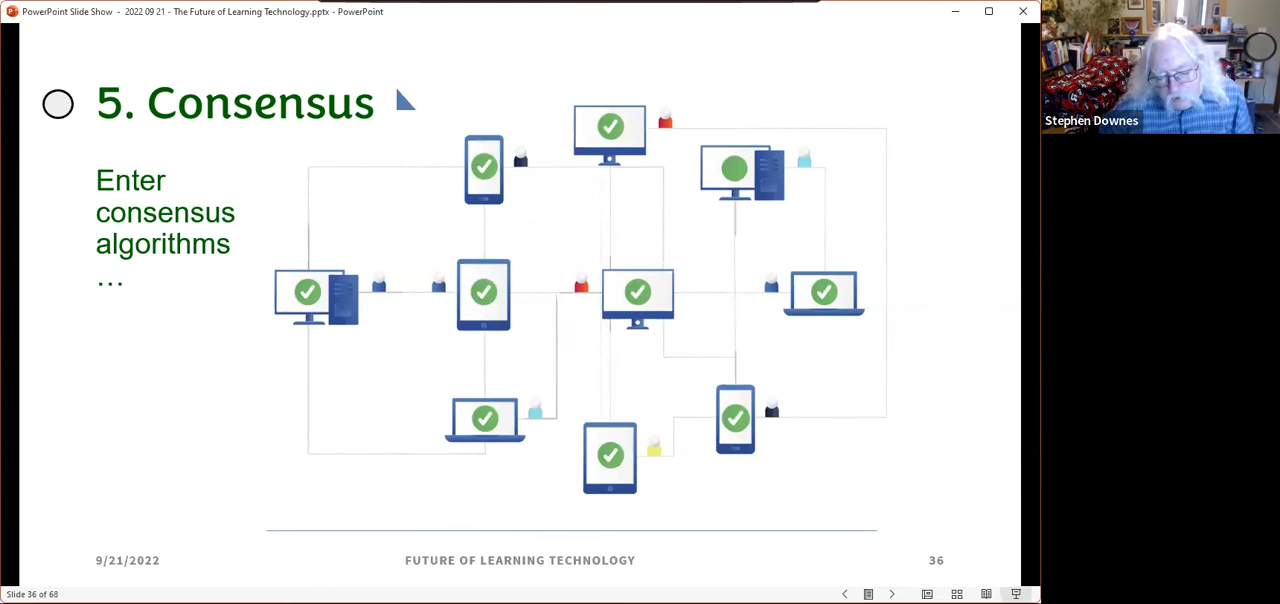 PowerPoint Slide Show - 2022 09 21 - The Future of Learning Technology.pptx - PowerPoint
5. Consensus
Enter
consensus
algorithms
…
Stephen Downes
9/21/2022
FUTURE OF LEARNING TECHNOLOGY
36
Slide 36 of 68